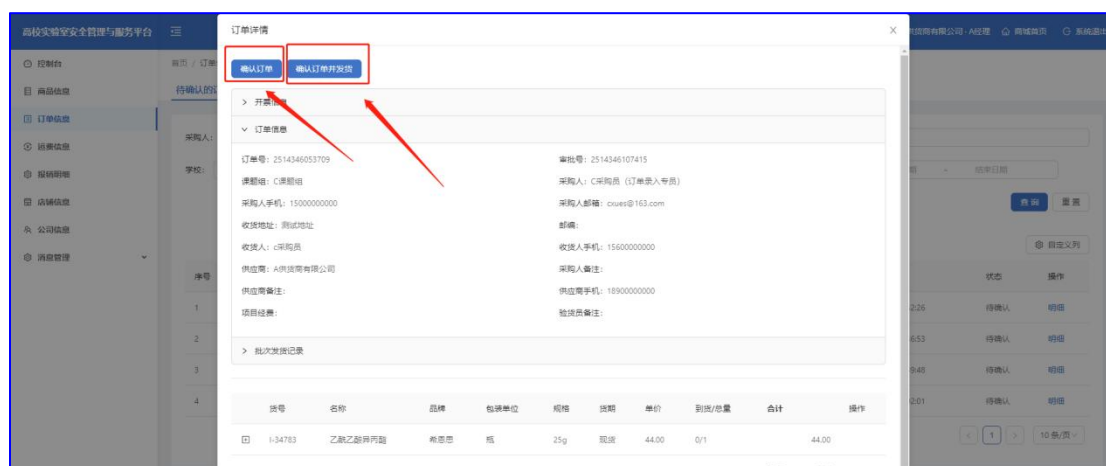 高校实验室安全管理与服务平台
订单详情
供货商有限公司 - A经理 商城首页 系统退出
控制台
首页 / 订单
商品信息
待确认的订
订单信息
运费信息
报销明细
店铺信息
公司信息
消息管理
采购人:
学校:
期 ~ 结束日期
查 询 重 置
自定义列
确认订单 确认订单并发货
> 开票信息
订单信息
订单号: 2514346053709 审批号: 2514346107415
课题组: C课题组 采购人: C采购员 (订单录入专员)
采购人手机: 15000000000 采购人邮箱: cxues@163.com
收货地址: 测试地址 邮编:
收货人: c采购员 收货人手机: 15600000000
供应商: A供货商有限公司 采购人备注:
供应商备注: 供应商手机: 18900000000
项目经费: 验货员备注:
> 批次发货记录
序号 状态 操作
1 2:26 待确认 明细
2 6:53 待确认 明细
3 9:48 待确认 明细
4 2:01 待确认 明细
< 1 > 10 条/页
货号 名称 品牌 包装单位 规格 货期 单价 到货/总量 合计 操作
I-34783 乙酰乙酸异丙酯 希恩思 瓶 25g 现货 44.00 0/1 44.00